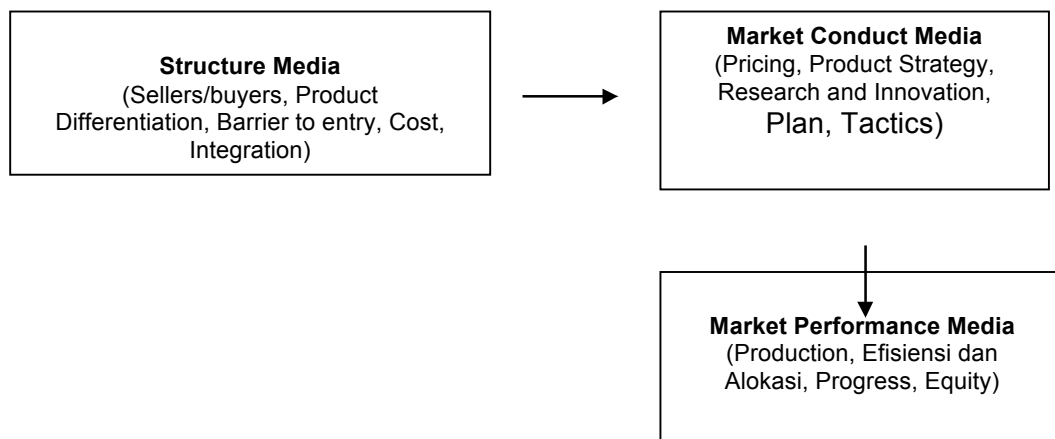 Structure Media
(Sellers/buyers, Product
Differentiation, Barrier to entry, Cost,
Integration)
Market Conduct Media
(Pricing, Product Strategy,
Research and Innovation,
Plan, Tactics)
Market Performance Media
(Production, Efisiensi dan
Alokasi, Progress, Equity)